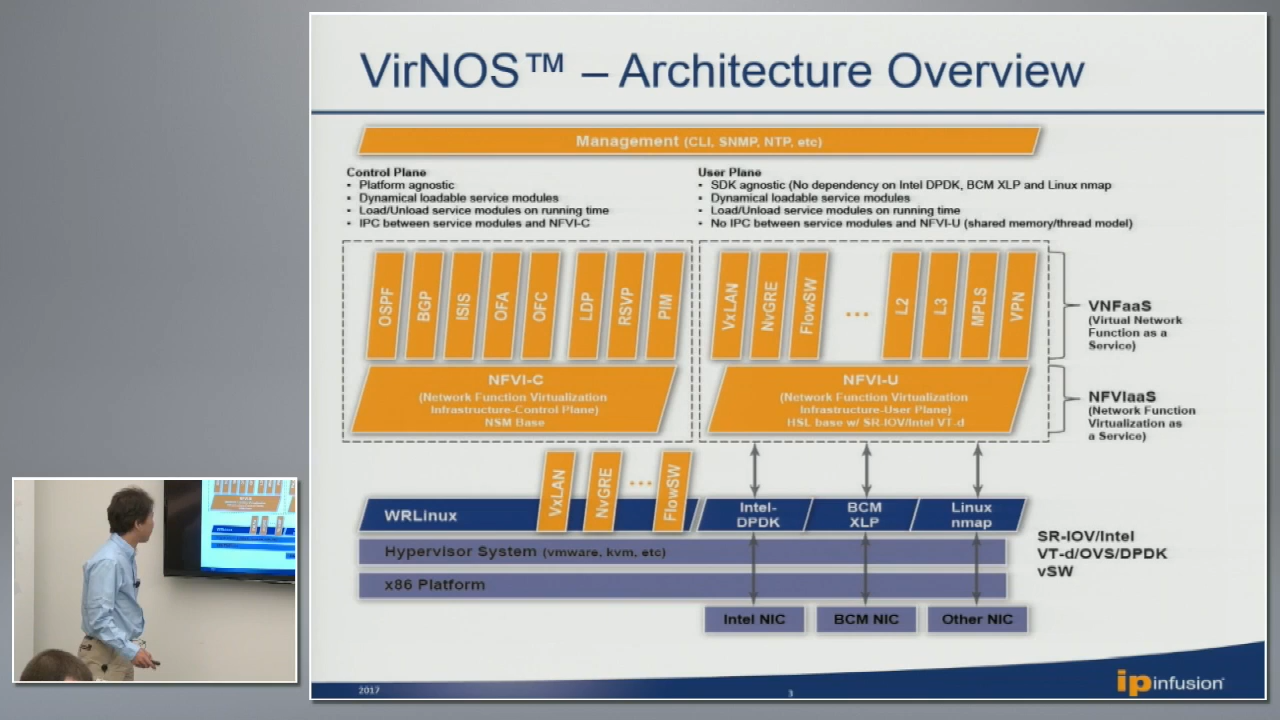 VirNOS™ – Architecture Overview
Management (CLI, SNMP, NTP, etc)
Control Plane
▪ Platform agnostic
▪ Dynamical loadable service modules
▪ Load/Unload service modules on running time
▪ IPC between service modules and NFVI-C
User Plane
▪ SDK agnostic (No dependency on Intel DPDK, BCM XLP and Linux nmap
▪ Dynamical loadable service modules
▪ Load/Unload service modules on running time
▪ No IPC between service modules and NFVI-U (shared memory/thread model)
OSPF
BGP
ISIS
OFA
OFC
LDP
RSVP
PIM
VxLAN
NvGRE
FlowSW
...
L2
L3
MPLS
VPN
VNFaaS
(Virtual Network
Function as a
Service)
NFVI-C
(Network Function Virtualization
Infrastructure-Control Plane)
NSM Base
NFVI-U
(Network Function Virtualization
Infrastructure-User Plane)
HSL base w/ SR-IOV/Intel VT-d
NFVIaaS
(Network Function
Virtualization as
a Service)
VxLAN
NvGRE
...
FlowSW
WRLinux
Intel-
DPDK
BCM
XLP
Linux
nmap
Hypervisor System (vmware, kvm, etc)
x86 Platform
SR-IOV/Intel
VT-d/OVS/DPDK
vSW
Intel NIC
BCM NIC
Other NIC
2017
3
ipinfusion